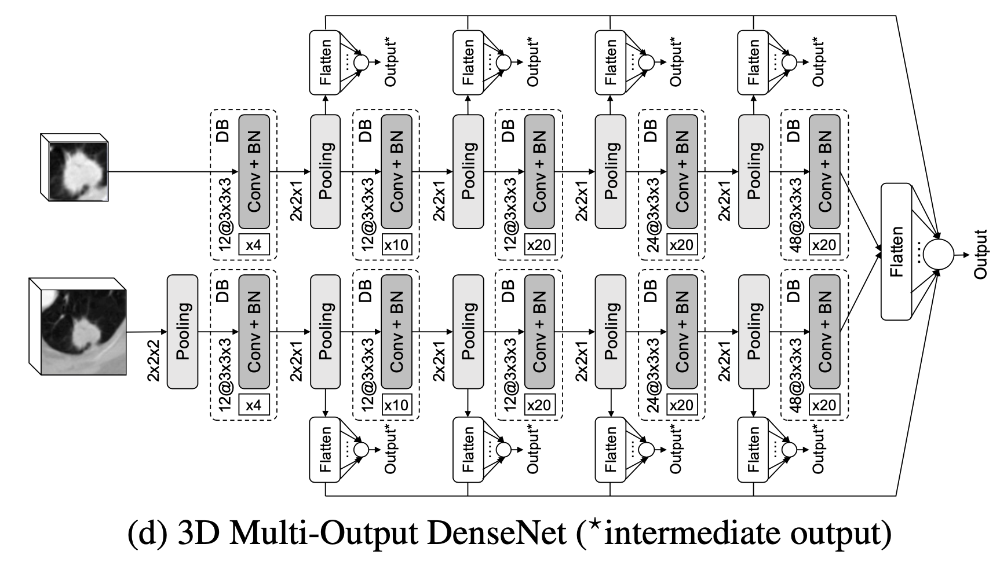 Flatten
Output*
Flatten
Output*
Flatten
Output*
Flatten
Output*
12@3x3x3
DB
Conv + BN
x4
2x2x1
Pooling
12@3x3x3
DB
Conv + BN
x10
2x2x1
Pooling
12@3x3x3
DB
Conv + BN
x20
2x2x1
Pooling
24@3x3x3
DB
Conv + BN
x20
2x2x1
Pooling
48@3x3x3
DB
Conv + BN
x20
Flatten
Output
2x2x2
Pooling
12@3x3x3
DB
Conv + BN
x4
2x2x1
Pooling
12@3x3x3
DB
Conv + BN
x10
2x2x1
Pooling
12@3x3x3
DB
Conv + BN
x20
2x2x1
Pooling
24@3x3x3
DB
Conv + BN
x20
2x2x1
Pooling
48@3x3x3
DB
Conv + BN
x20
Flatten
Output*
Flatten
Output*
Flatten
Output*
Flatten
Output*
(d) 3D Multi-Output DenseNet (*intermediate output)